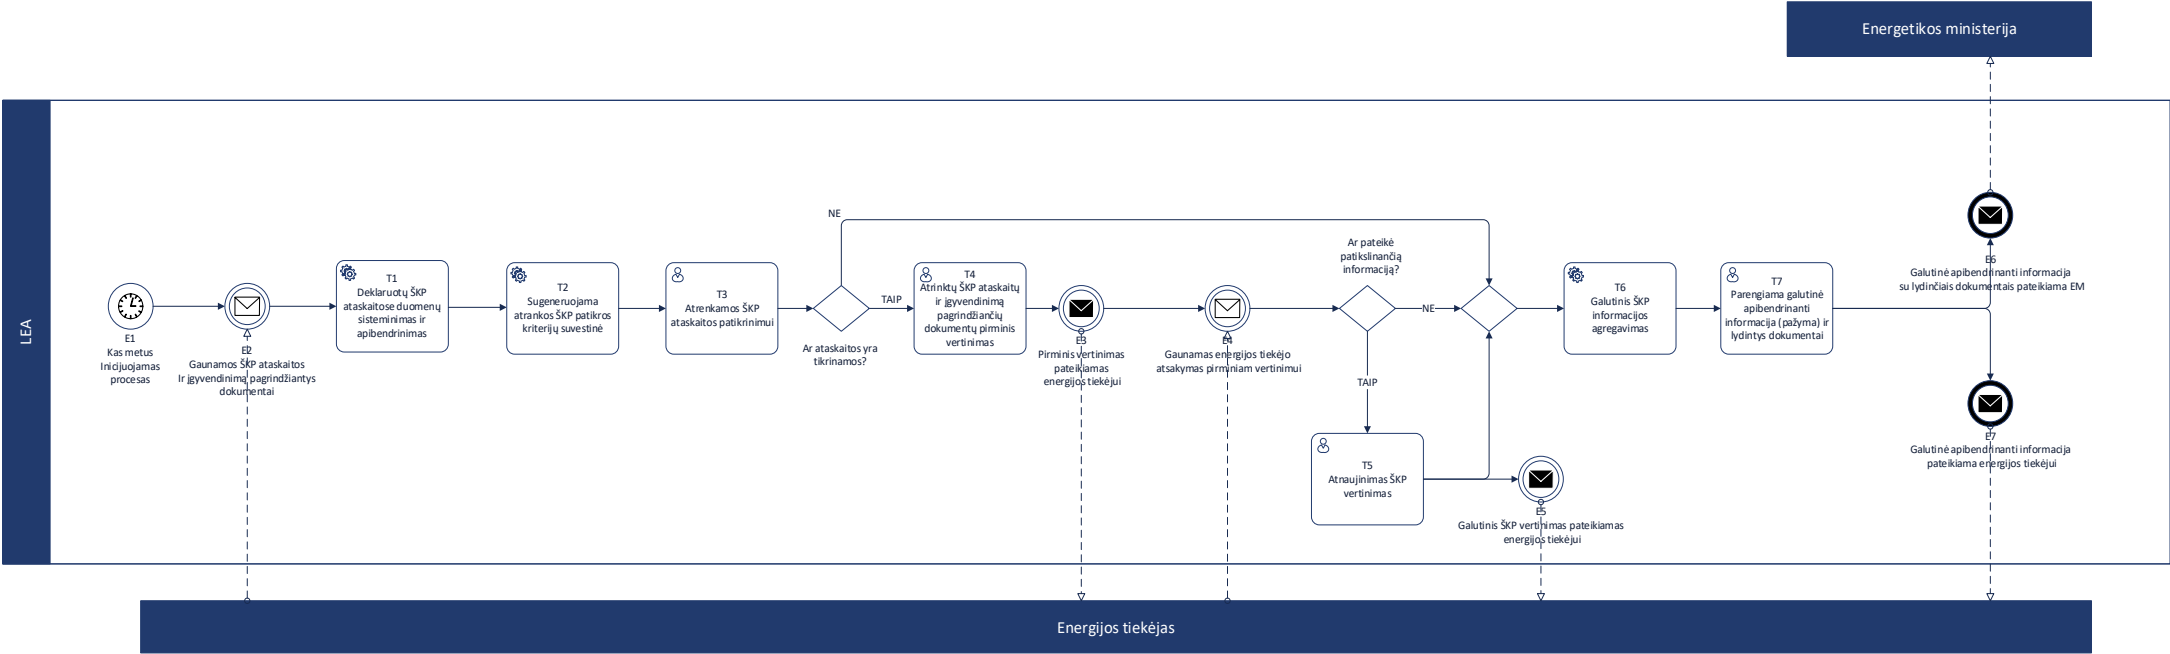 Energetikos ministerija
LEA
E1
Kas metus
Inicijuojamas
procesas
E2
Gaunamos ŠKP ataskaitos
Ir įgyvendinimą pagrindžiantys
dokumentai
T1
Deklaruotų ŠKP
ataskaitose duomenų
sisteminimas ir
apibendrinimas
T2
Sugeneruojama
atrankos ŠKP patikros
kriterijų suvestinė
T3
Atrenkamos ŠKP
ataskaitos patikrinimui
NE
TAIP
Ar ataskaitos yra
tikrinamos?
T4
Atrinktų ŠKP ataskaitų
ir įgyvendinimą
pagrindžiančių
dokumentų pirminis
vertinimas
E3
Pirminis vertinimas
pateikiamas
energijos tiekėjui
E4
Gaunamas energijos tiekėjo
atsakymas pirminiam vertinimui
Ar pateikė
patikslinančią
informaciją?
NE
TAIP
T5
Atnaujinimas ŠKP
vertinimas
E5
Galutinis ŠKP vertinimas pateikiamas
energijos tiekėjui
T6
Galutinis ŠKP
informacijos
agregavimas
T7
Parengiama galutinė
apibendrinanti
informacija (pažyma) ir
lydintys dokumentai
E6
Galutinė apibendrinanti informacija
su lydinčiais dokumentais pateikiama EM
E7
Galutinė apibendrinanti informacija
pateikiama energijos tiekėjui
Energijos tiekėjas